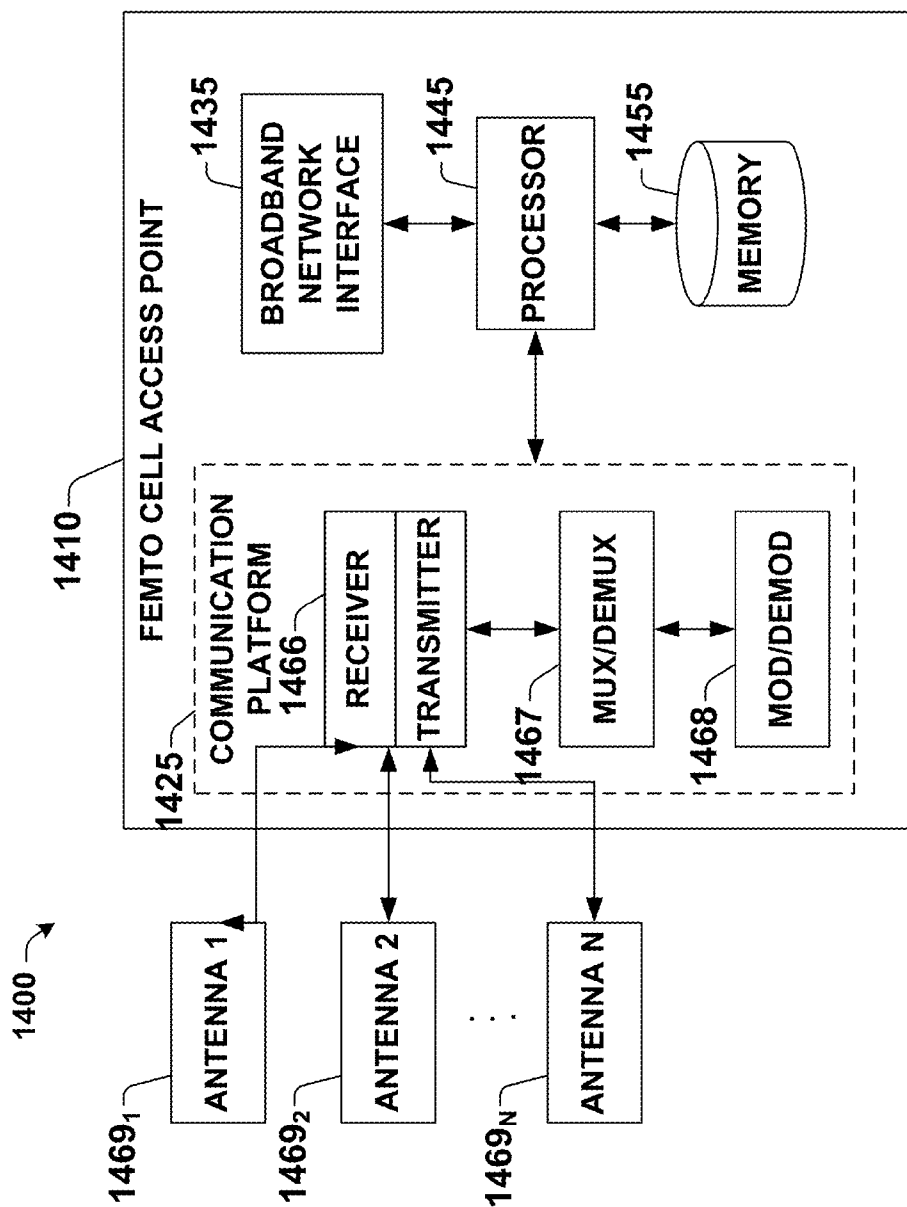 1400
1410
FEMTO CELL ACCESS POINT
1425
COMMUNICATION
PLATFORM
1466
RECEIVER
TRANSMITTER
1467
MUX/DEMUX
1468
MOD/DEMOD
1435
BROADBAND
NETWORK
INTERFACE
1445
PROCESSOR
1455
MEMORY
1469₁
ANTENNA 1
1469₂
ANTENNA 2
. . .
1469_N
ANTENNA N